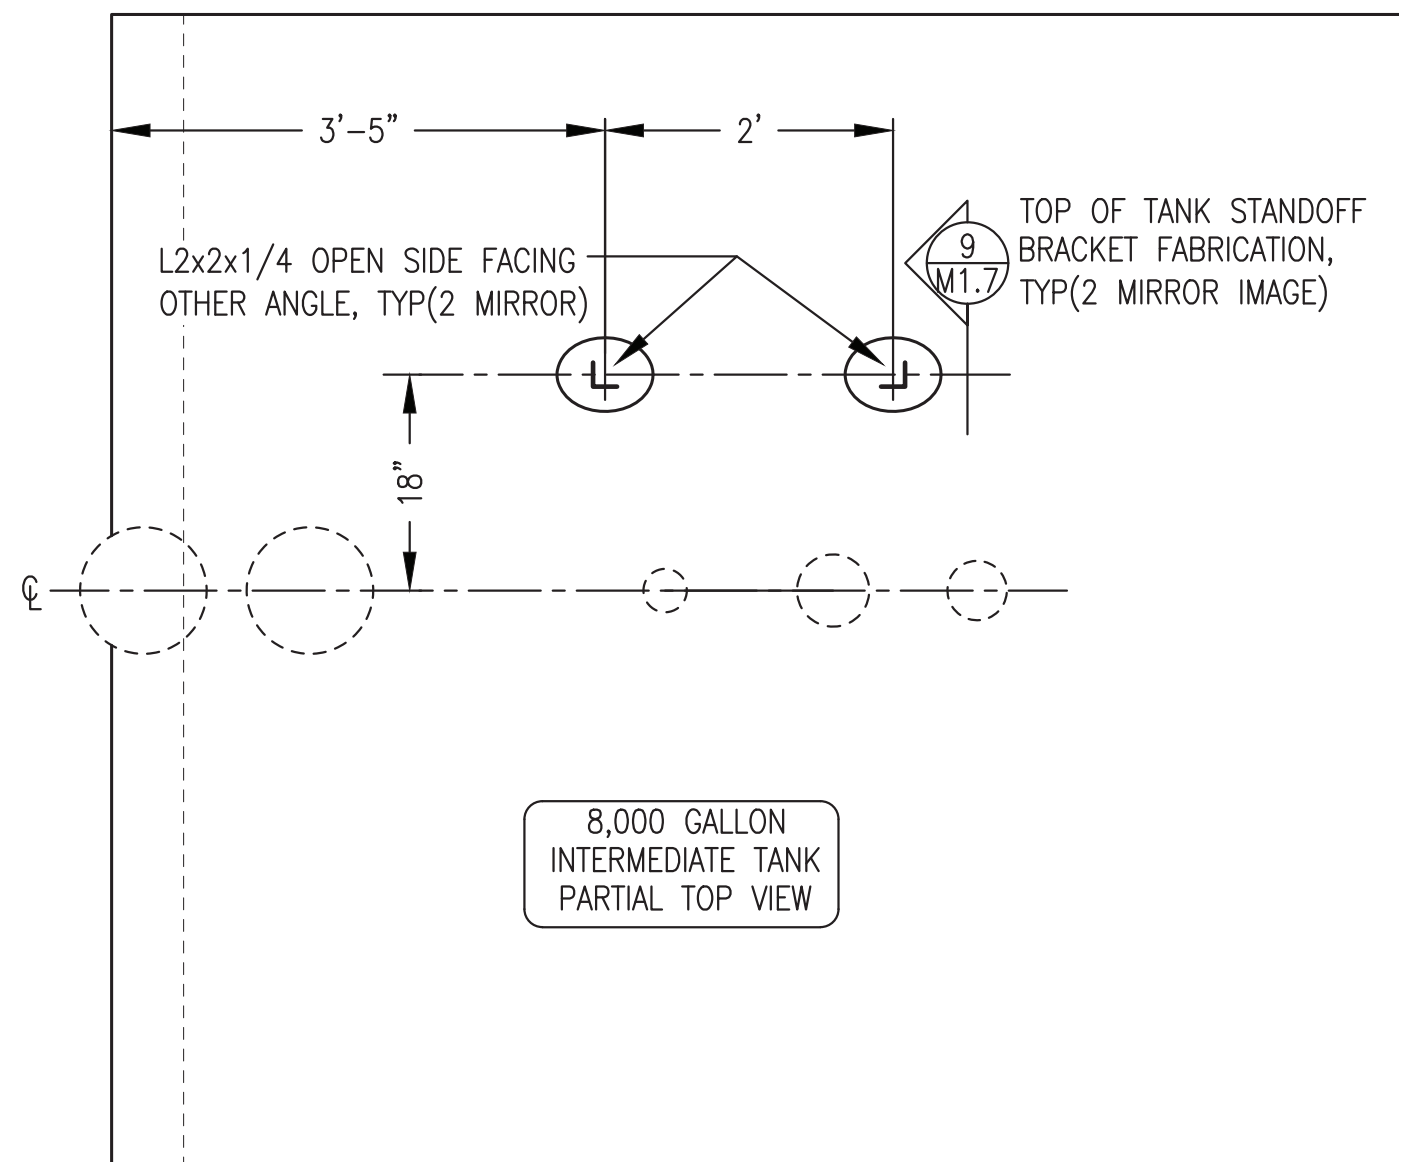 3'-5"
2'
L2x2x1/4 OPEN SIDE FACING
OTHER ANGLE, TYP(2 MIRROR)
9
M1.7
TOP OF TANK STANDOFF
BRACKET FABRICATION,
TYP(2 MIRROR IMAGE)
18"
℄
8,000 GALLON
INTERMEDIATE TANK
PARTIAL TOP VIEW